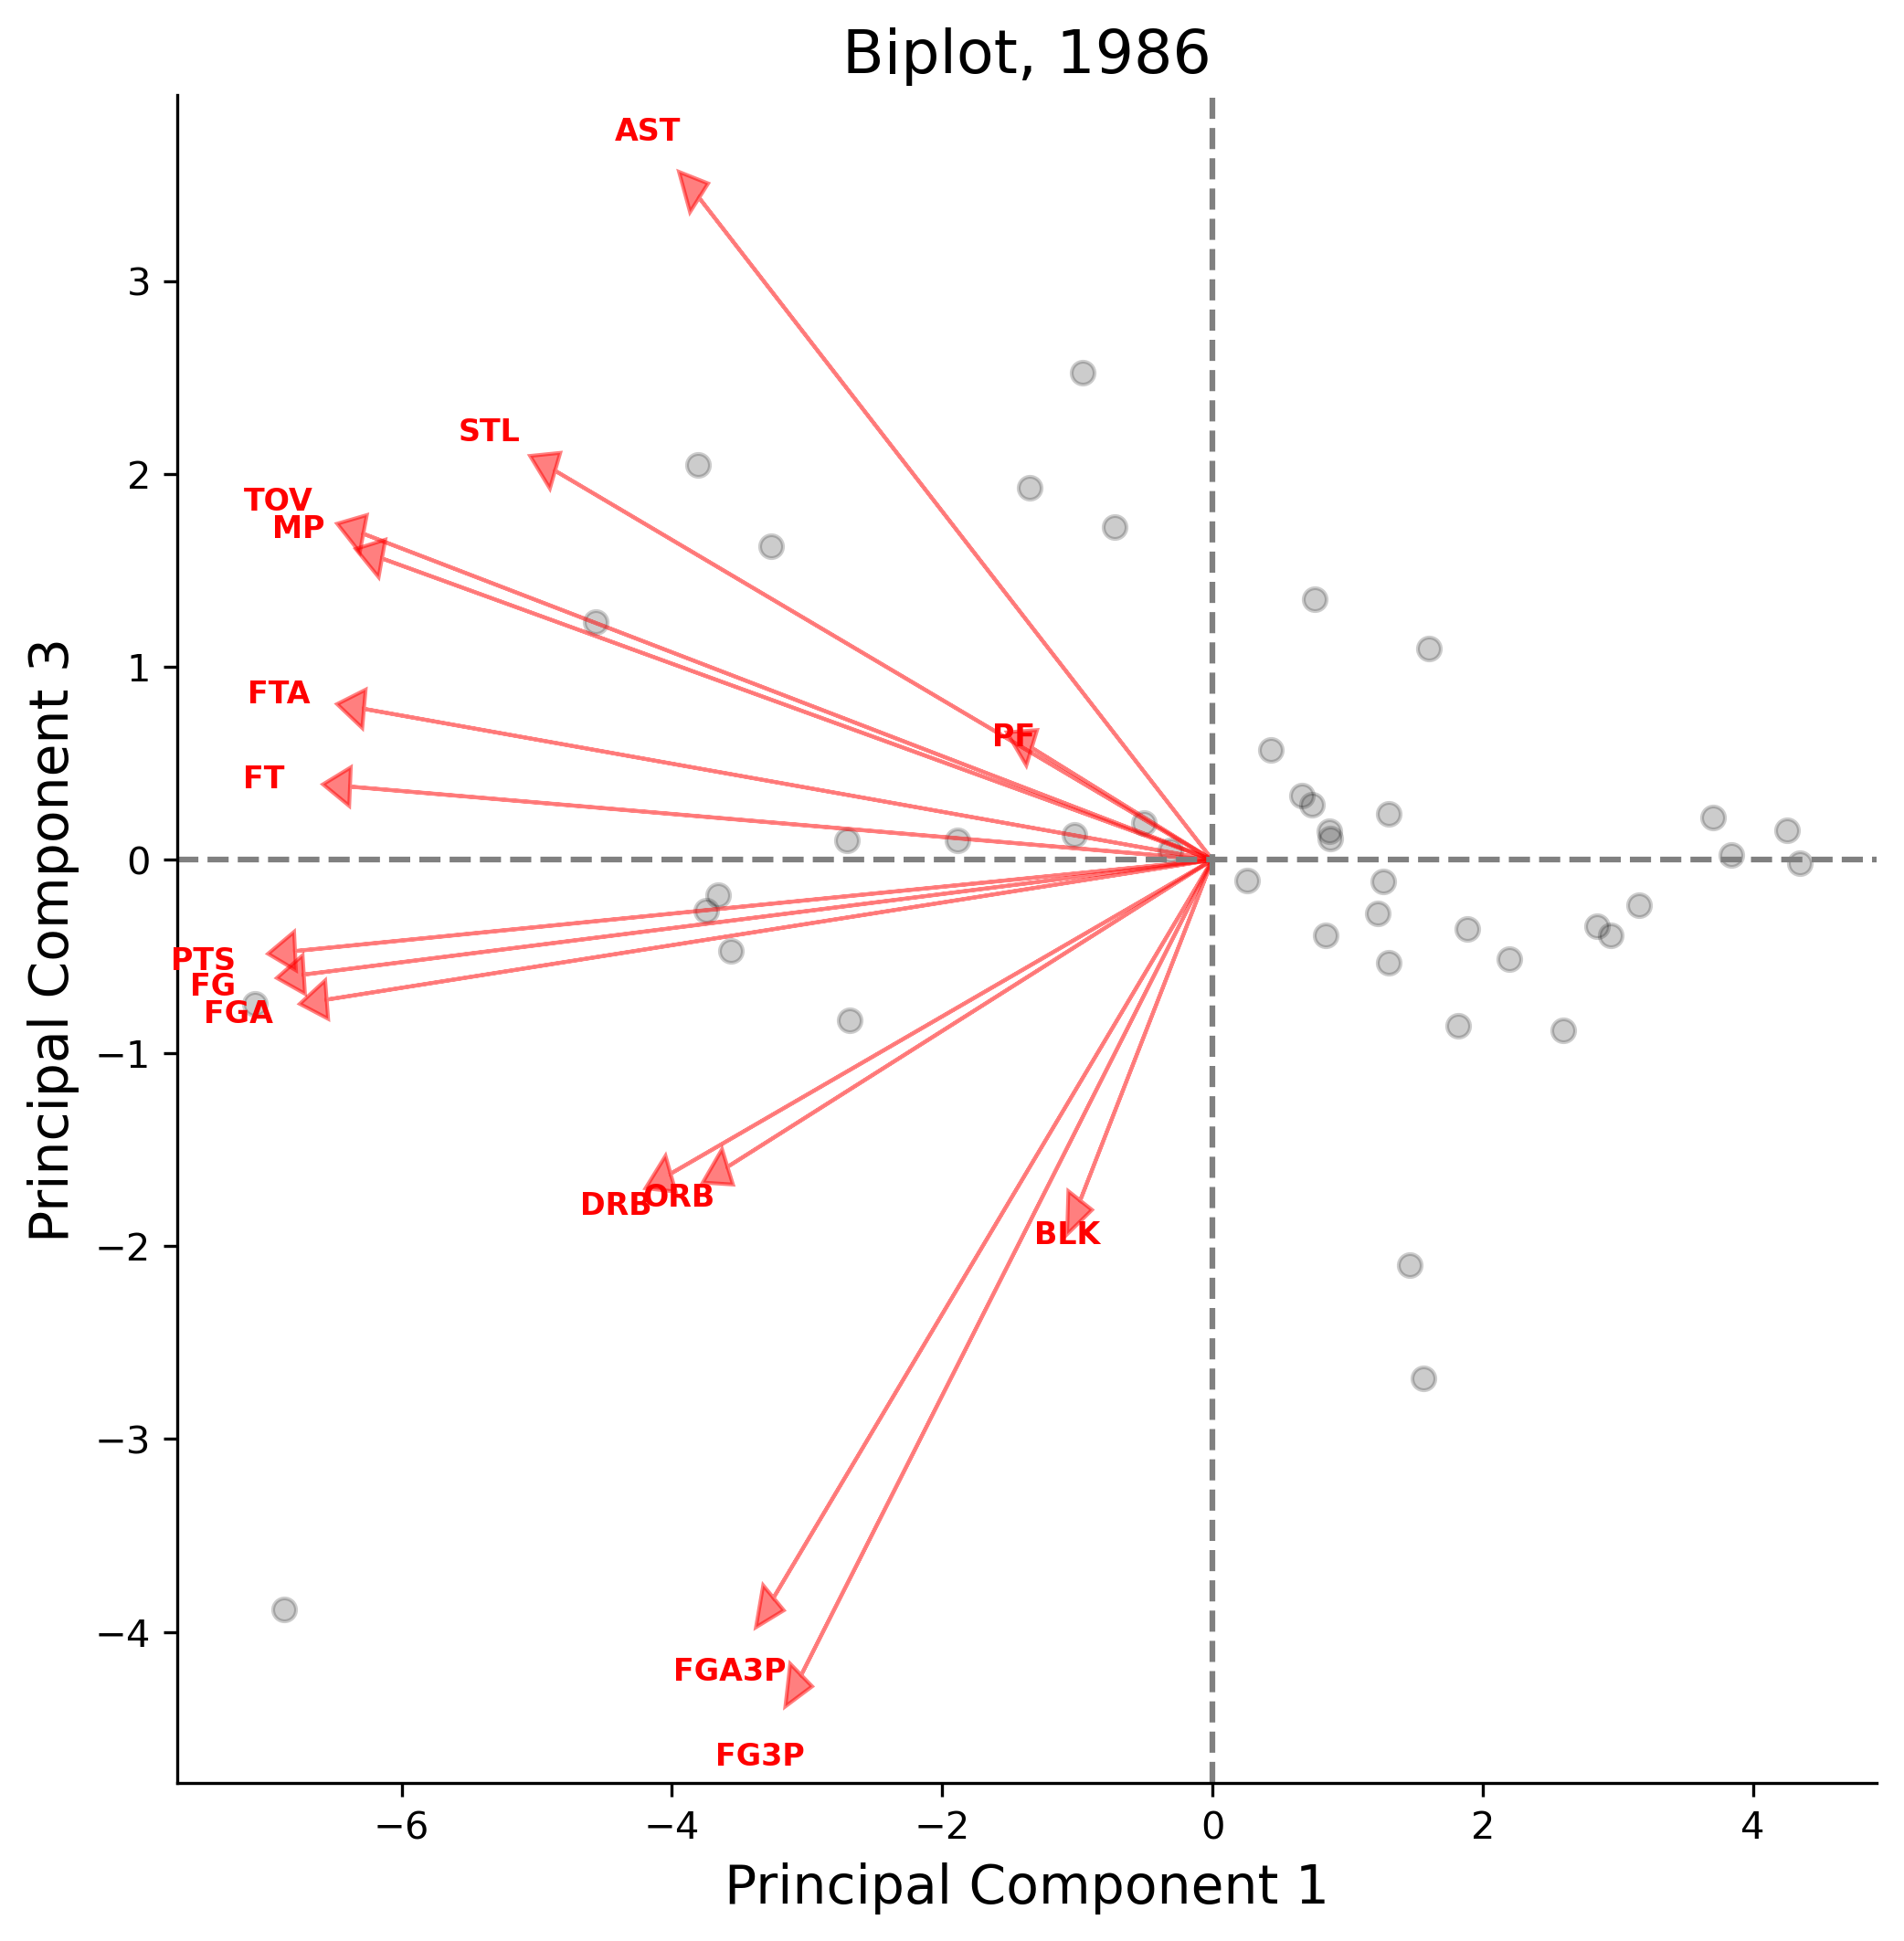 Biplot, 1986
AST
3
STL
2
TOV
MP
1
FTA
PF
FT
0
PTS
FG
FGA
−1
DRB
ORB
BLK
−2
−3
−4
FGA3P
FG3P
−6
−4
−2
0
2
4
Principal Component 1
Principal Component 3